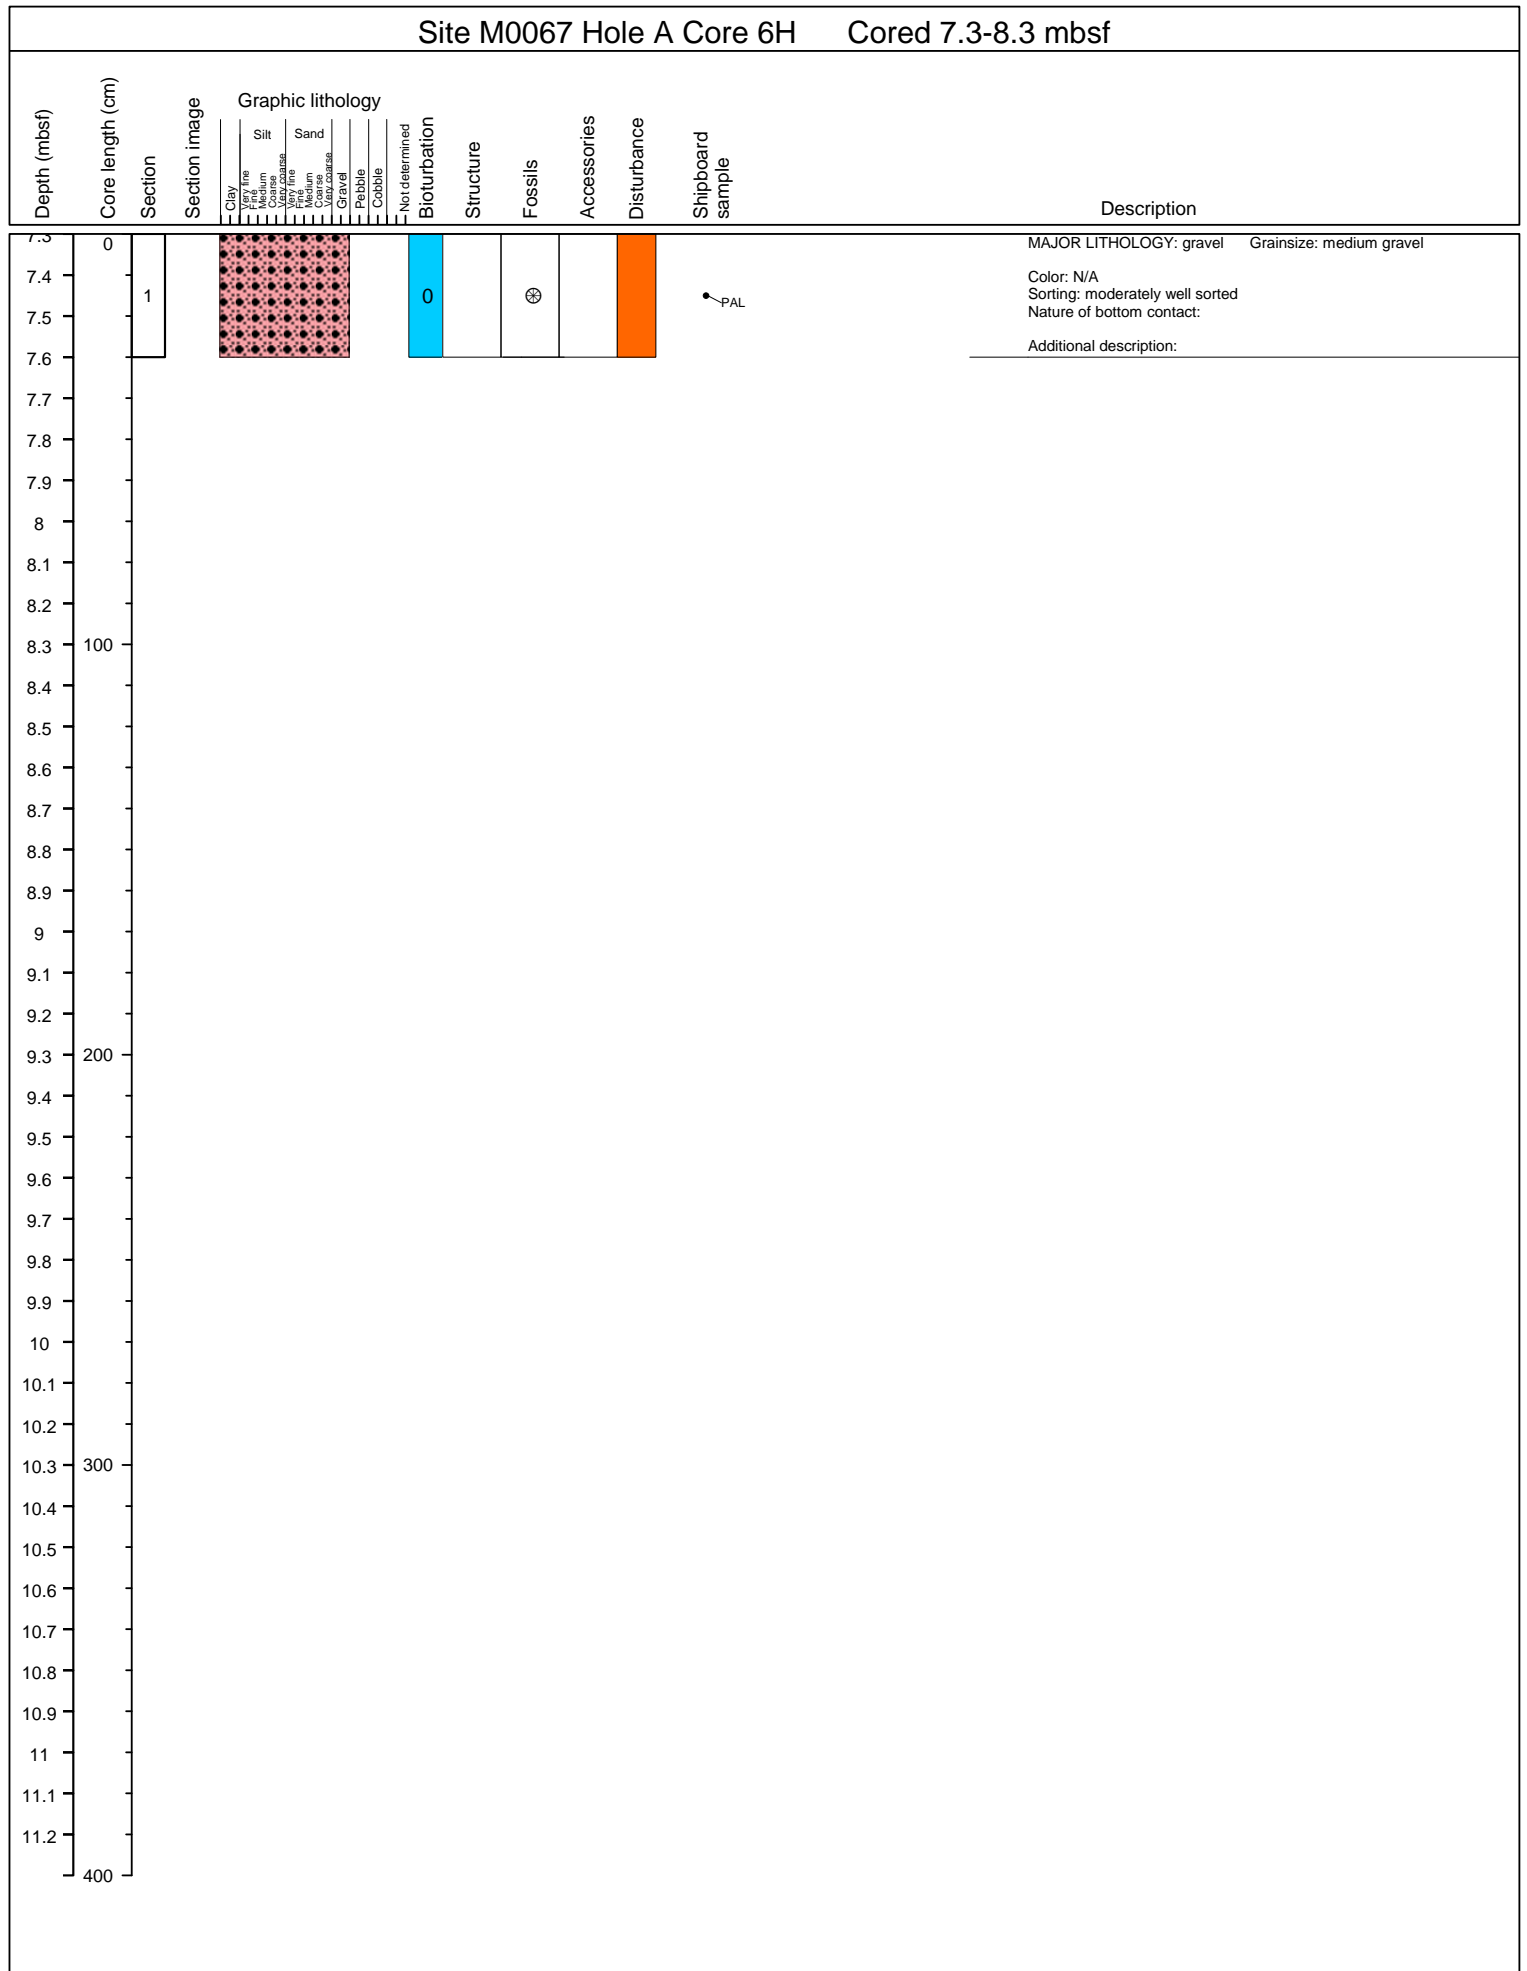 Site M0067 Hole A Core 6H Cored 7.3-8.3 mbsf
Depth (mbsf)
Core length (cm)
Section
Section image
Graphic lithology
Silt
Sand
Clay
Very fine
Fine
Medium
Coarse
Very coarse
Very fine
Fine
Medium
Coarse
Very coarse
Gravel
Pebble
Cobble
Not determined
Bioturbation
Structure
Fossils
Accessories
Disturbance
Shipboard
sample
Description
7.3 0
MAJOR LITHOLOGY: gravel Grainsize: medium gravel
7.4
Color: N/A
1 0 PAL
Sorting: moderately well sorted
7.5
Nature of bottom contact:
Additional description:
7.6
7.7
7.8
7.9
8
8.1
8.2
8.3 100
8.4
8.5
8.6
8.7
8.8
8.9
9
9.1
9.2
9.3 200
9.4
9.5
9.6
9.7
9.8
9.9
10
10.1
10.2
10.3 300
10.4
10.5
10.6
10.7
10.8
10.9
11
11.1
11.2
400